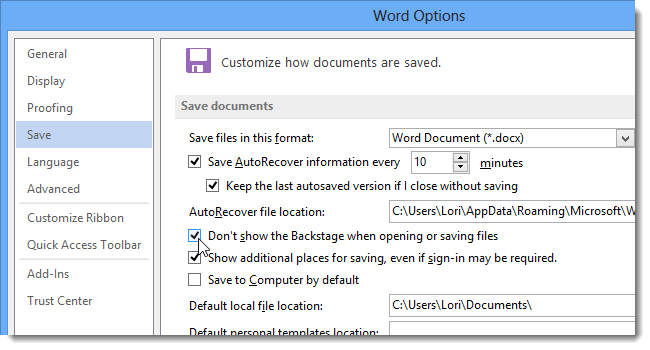 Word Options
General
Display
Proofing
Save
Language
Advanced
Customize Ribbon
Quick Access Toolbar
Add-Ins
Trust Center
Customize how documents are saved.
Save documents
Save files in this format: Word Document (*.docx)
Save AutoRecover information every 10 minutes
Keep the last autosaved version if I close without saving
AutoRecover file location: C:\Users\Lori\AppData\Roaming\Microsoft\W
Don't show the Backstage when opening or saving files
Show additional places for saving, even if sign-in may be required.
Save to Computer by default
Default local file location: C:\Users\Lori\Documents\
Default personal templates location: